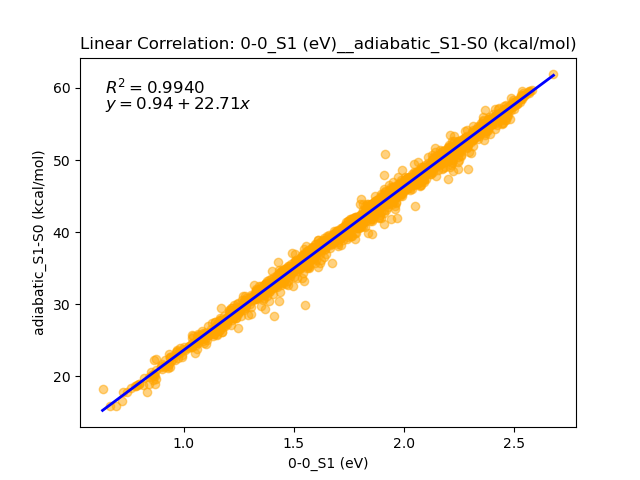 Linear Correlation: 0-0_S1 (eV)__adiabatic_S1-S0 (kcal/mol)
R² = 0.9940
y = 0.94 + 22.71x
60
50
40
30
20
adiabatic_S1-S0 (kcal/mol)
1.0 1.5 2.0 2.5
0-0_S1 (eV)